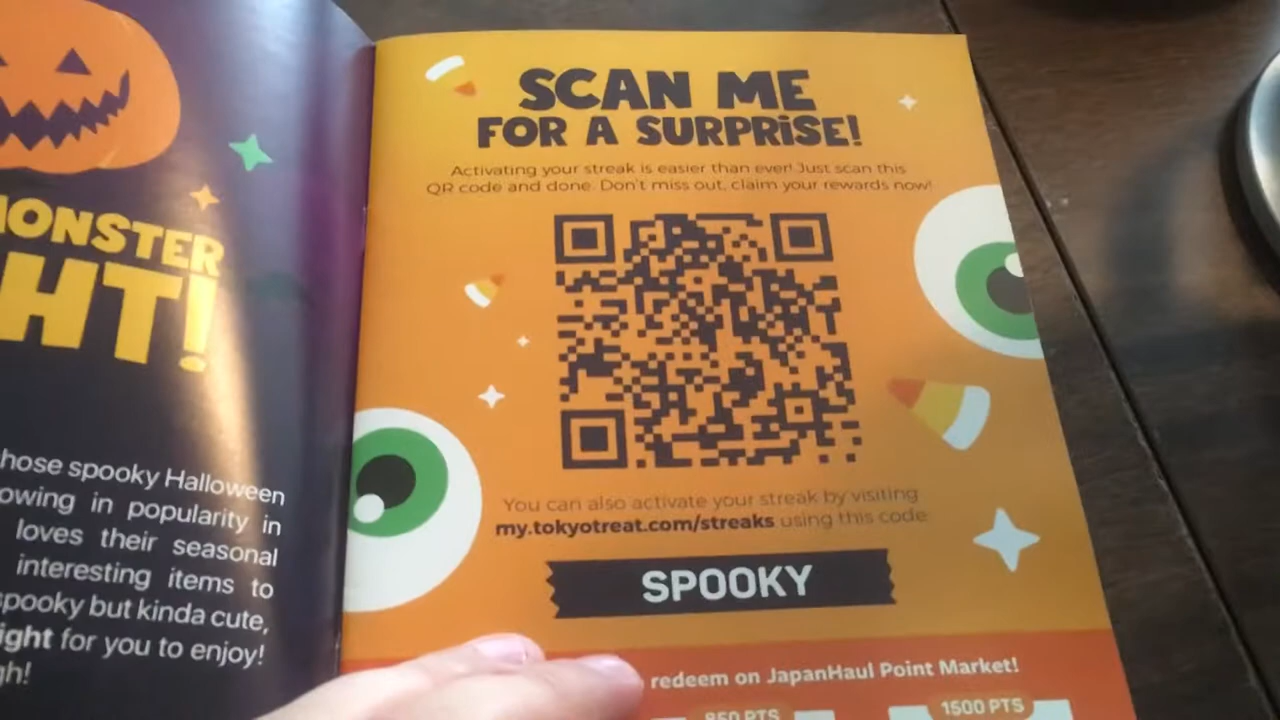 MONSTER
HT!
hose spooky Halloween
owing in popularity in
loves their seasonal
interesting items to
spooky but kinda cute,
ight for you to enjoy!
gh!
SCAN ME
FOR A SURPRiSE!
Activating your streak is easier than ever! Just scan this
QR code and done. Don't miss out, claim your rewards now!
You can also activate your streak by visiting
my.tokyotreat.com/streaks using this code
SPOOKY
redeem on JapanHaul Point Market!
850 PTS
1500 PTS